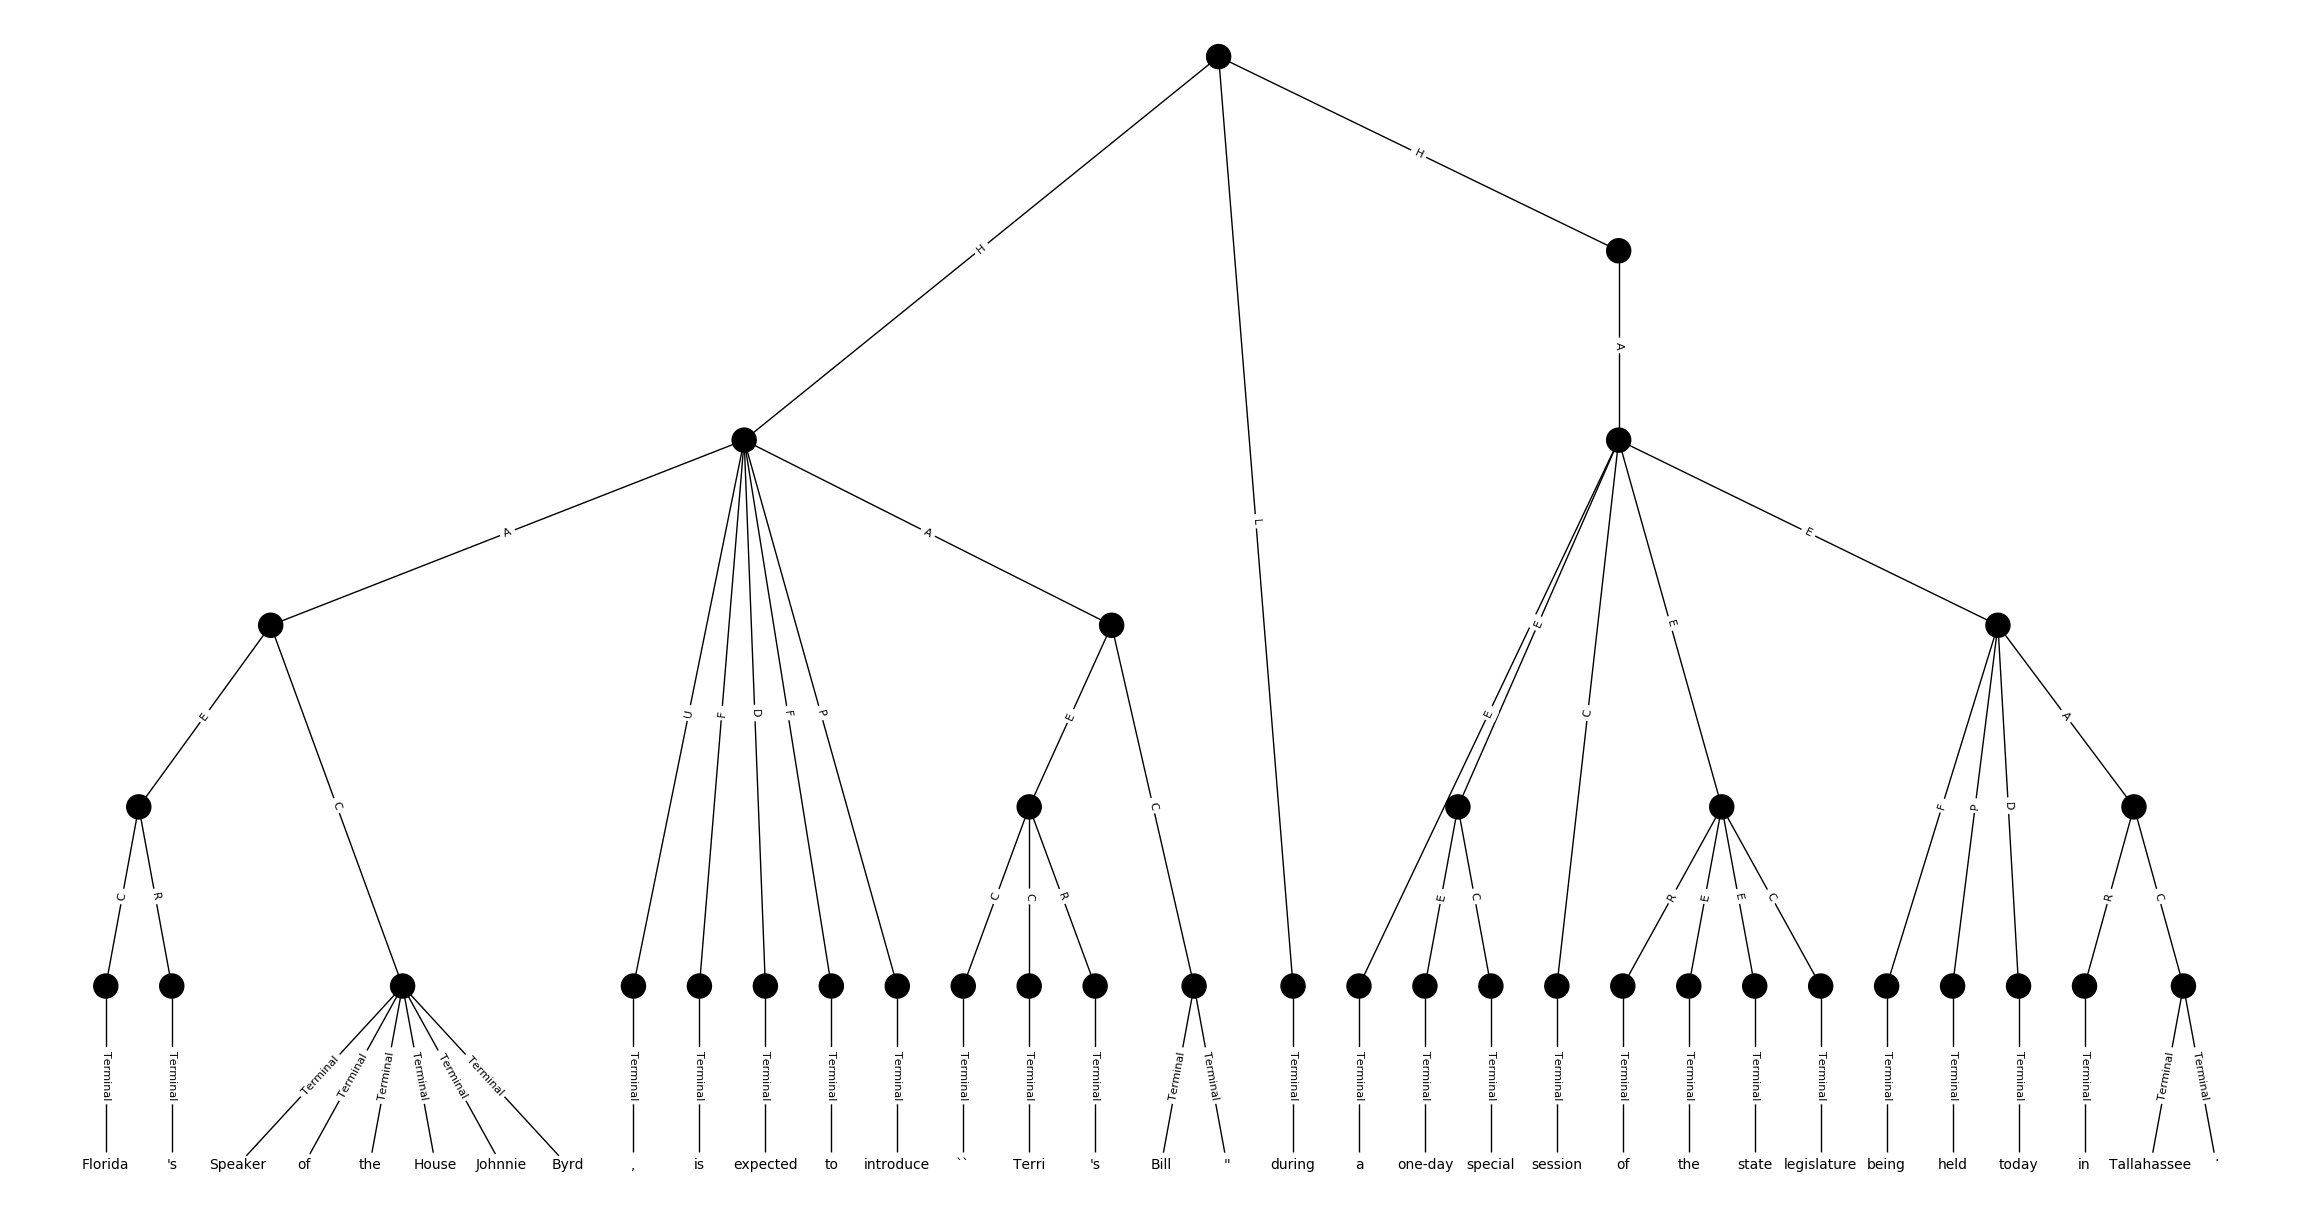 H
H
A
A
A
L
E
E
E
C
E
E
C
U
F
D
F
P
E
C
E
C
F
P
D
A
C
R
C
C
R
E
C
R
E
E
C
R
C
Terminal Terminal Terminal Terminal Terminal Terminal Terminal Terminal Terminal Terminal Terminal Terminal Terminal Terminal Terminal Terminal Terminal Terminal Terminal Terminal Terminal Terminal Terminal Terminal Terminal Terminal Terminal Terminal Terminal Terminal Terminal Terminal Terminal
Florida 's Speaker of the House Johnnie Byrd , is expected to introduce `` Terri 's Bill '' during a one-day special session of the state legislature being held today in Tallahassee .